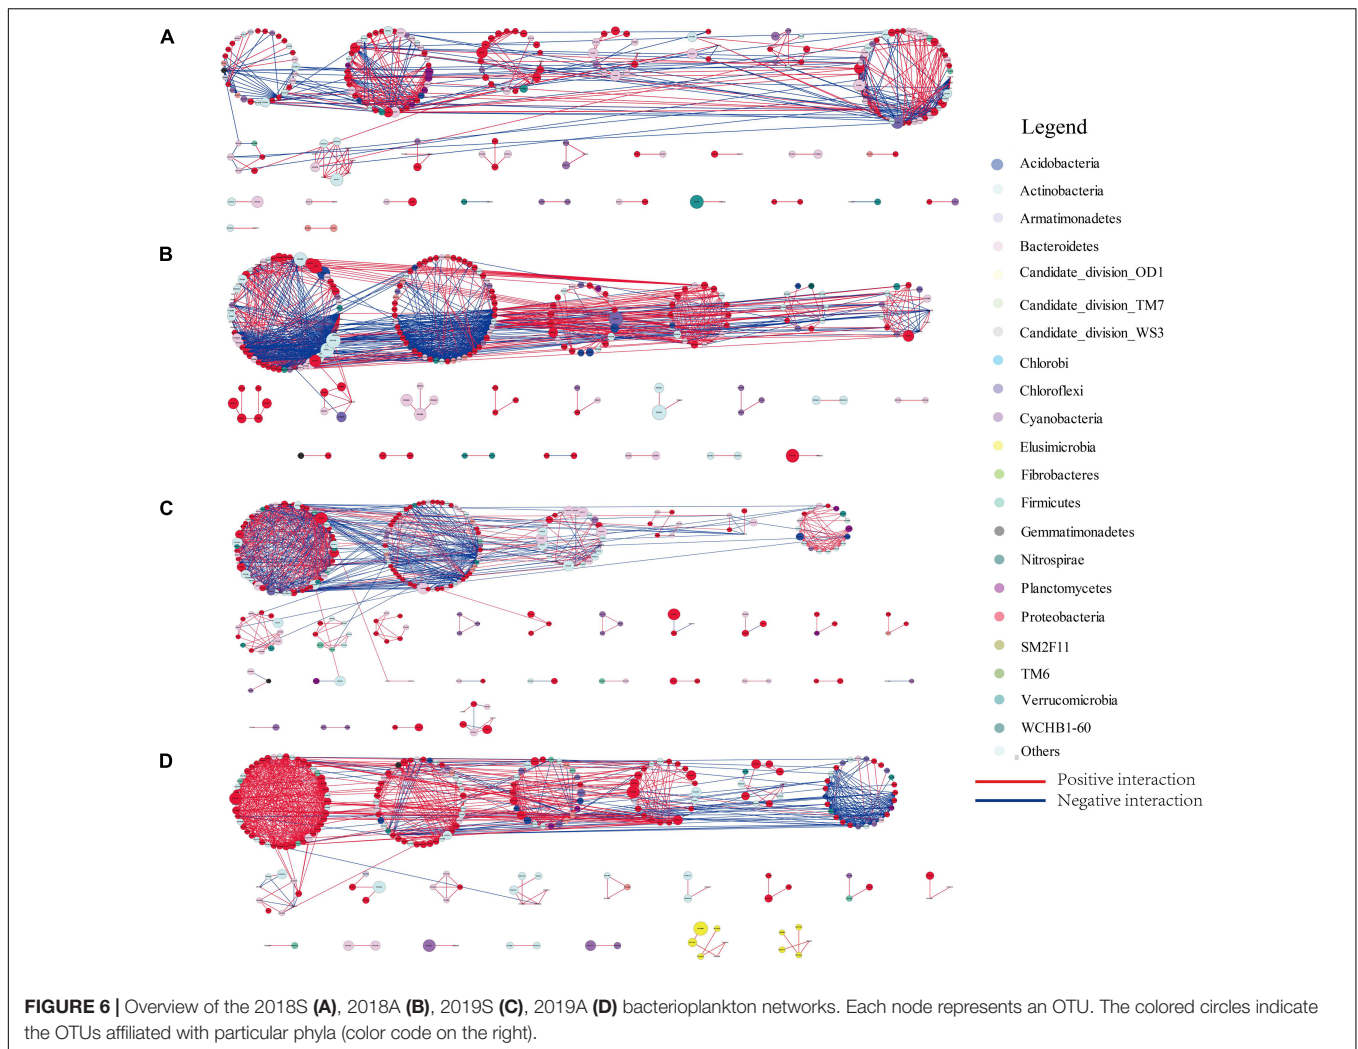 A
B
C
D
Legend
Acidobacteria
Actinobacteria
Armatimonadetes
Bacteroidetes
Candidate_division_OD1
Candidate_division_TM7
Candidate_division_WS3
Chlorobi
Chloroflexi
Cyanobacteria
Elusimicrobia
Fibrobacteres
Firmicutes
Gemmatimonadetes
Nitrospirae
Planctomycetes
Proteobacteria
SM2F11
TM6
Verrucomicrobia
WCHB1-60
Others
Positive interaction
Negative interaction
FIGURE 6 | Overview of the 2018S (A), 2018A (B), 2019S (C), 2019A (D) bacterioplankton networks. Each node represents an OTU. The colored circles indicate
the OTUs affiliated with particular phyla (color code on the right).